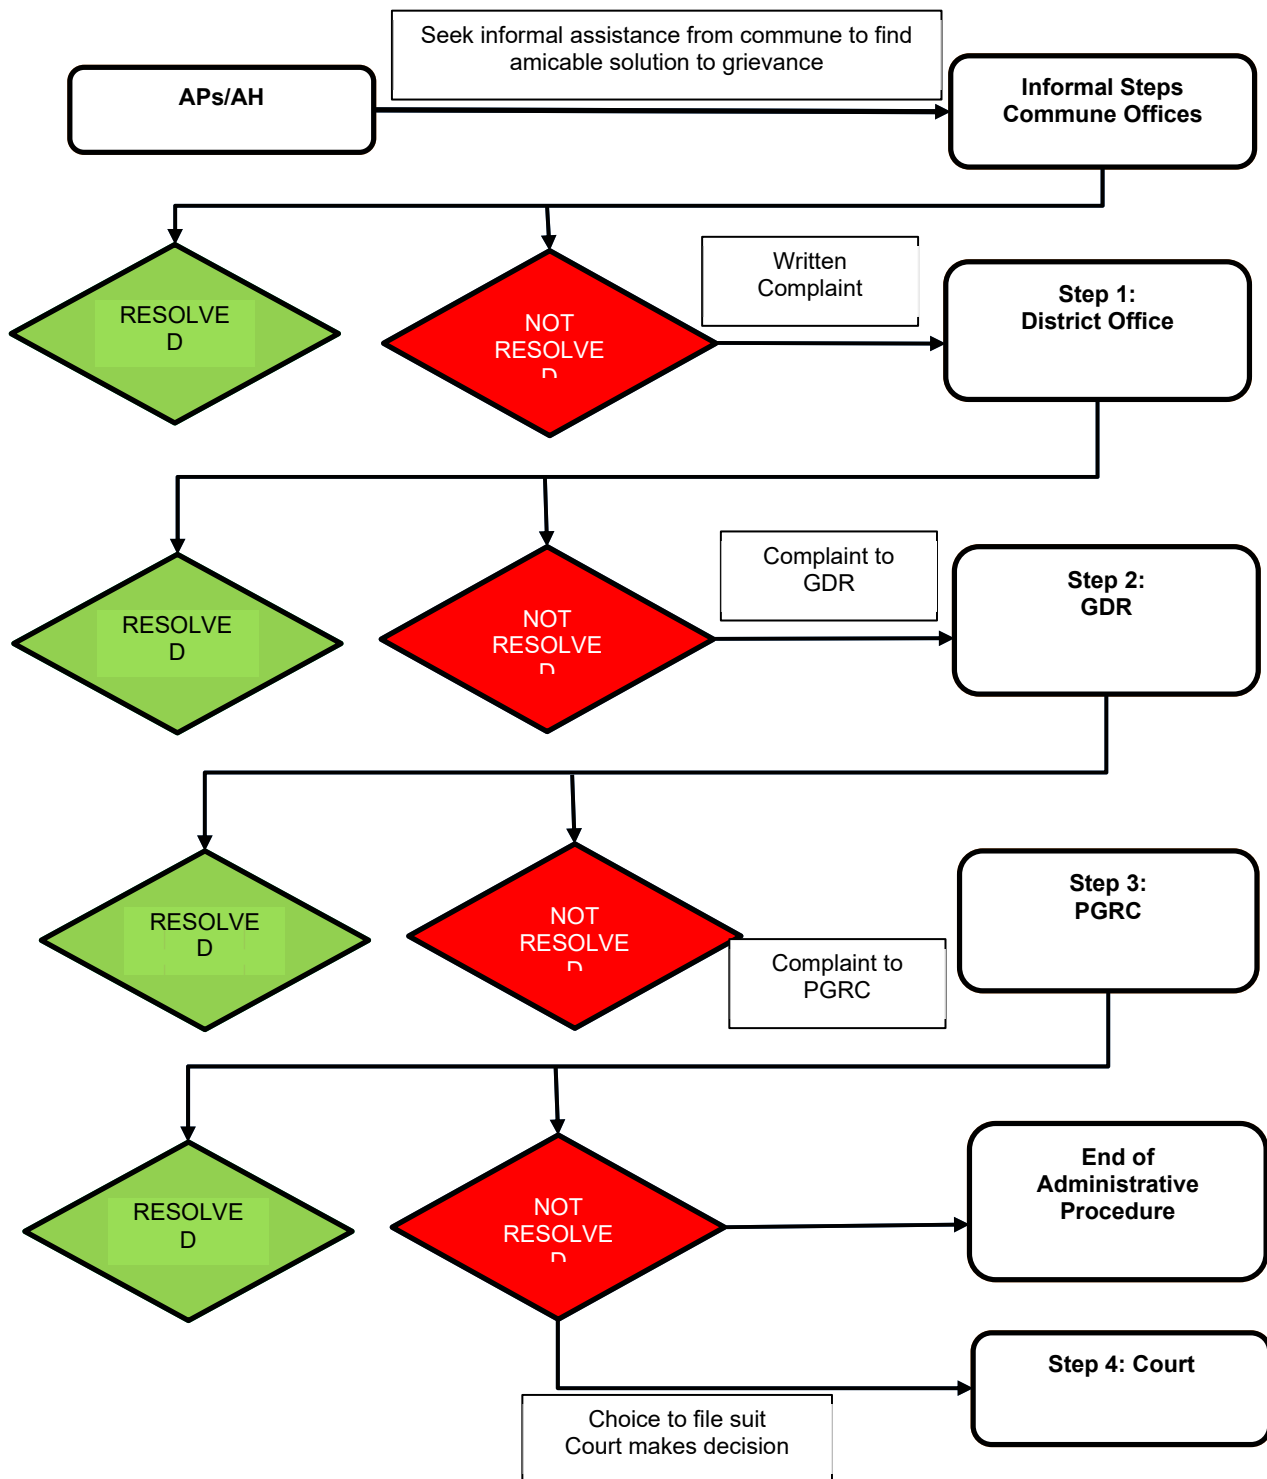 Seek informal assistance from commune to find
amicable solution to grievance
APs/AH
Informal Steps
Commune Offices
RESOLVE
D
NOT
RESOLVE
D
Written
Complaint
Step 1:
District Office
RESOLVE
D
NOT
RESOLVE
D
Complaint to
GDR
Step 2:
GDR
RESOLVE
D
NOT
RESOLVE
D
Complaint to
PGRC
Step 3:
PGRC
RESOLVE
D
NOT
RESOLVE
D
End of
Administrative
Procedure
Step 4: Court
Choice to file suit
Court makes decision